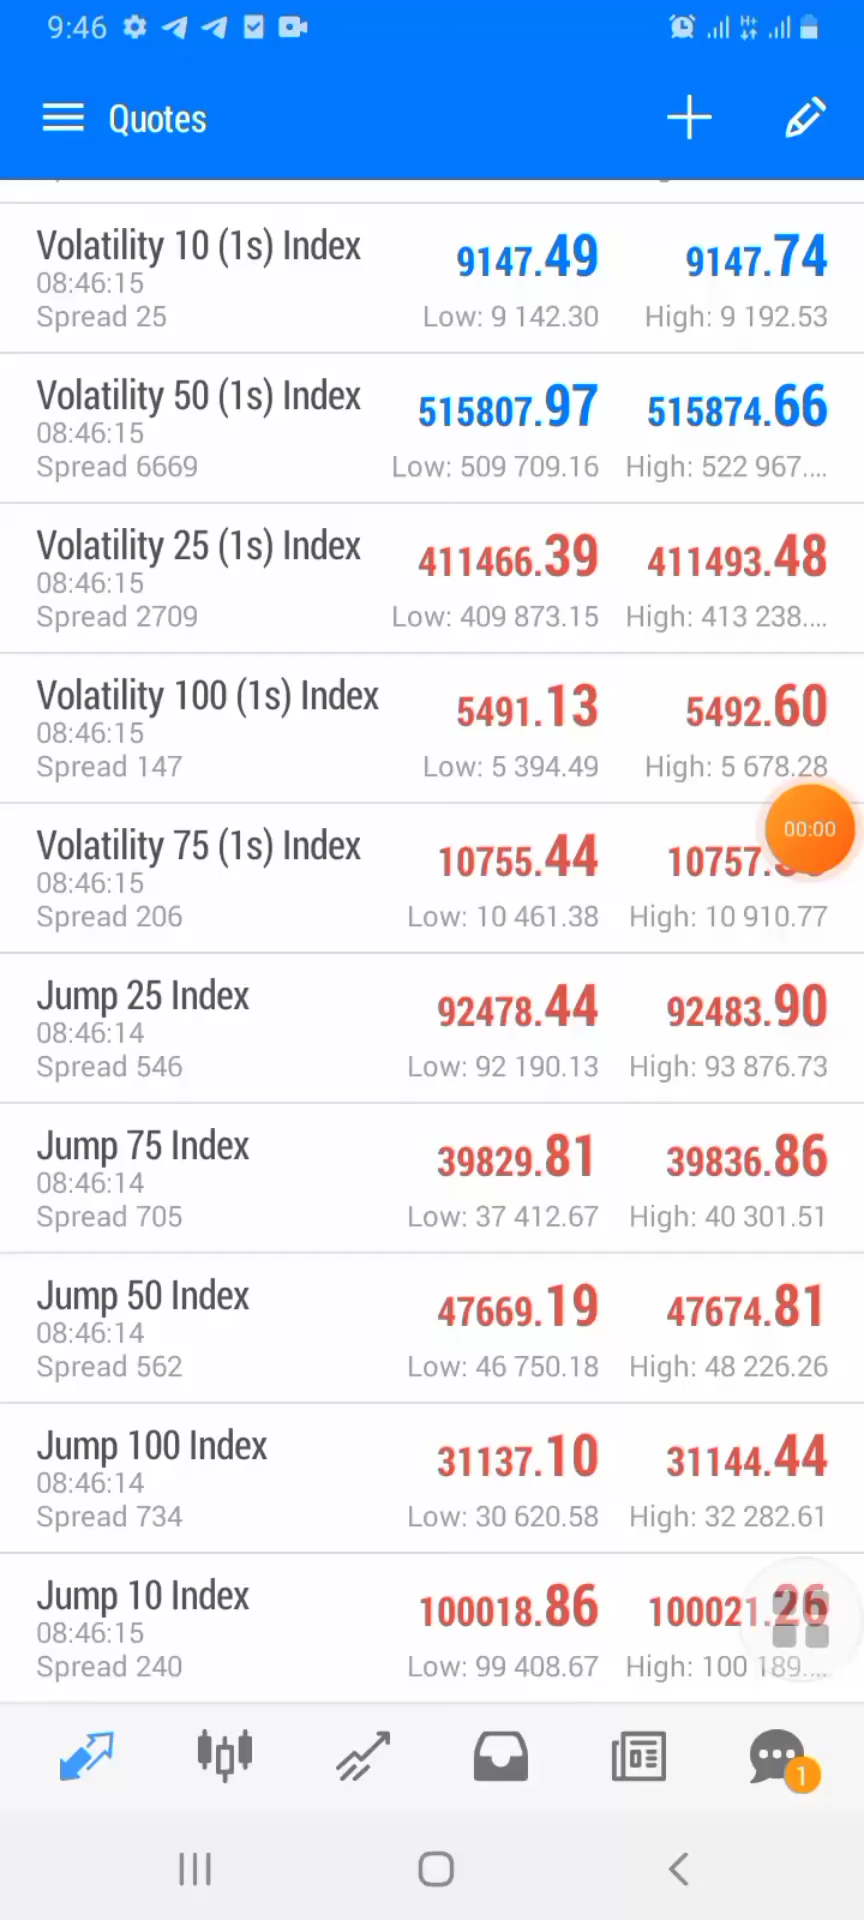 9:46
Quotes
Volatility 10 (1s) Index
9147.49
9147.74
08:46:15
Spread 25
Low: 9 142.30
High: 9 192.53
Volatility 50 (1s) Index
515807.97
515874.66
08:46:15
Spread 6669
Low: 509 709.16
High: 522 967....
Volatility 25 (1s) Index
411466.39
411493.48
08:46:15
Spread 2709
Low: 409 873.15
High: 413 238....
Volatility 100 (1s) Index
5491.13
5492.60
08:46:15
Spread 147
Low: 5 394.49
High: 5 678.28
00:00
Volatility 75 (1s) Index
10755.44
10757.
08:46:15
Spread 206
Low: 10 461.38
High: 10 910.77
Jump 25 Index
92478.44
92483.90
08:46:14
Spread 546
Low: 92 190.13
High: 93 876.73
Jump 75 Index
39829.81
39836.86
08:46:14
Spread 705
Low: 37 412.67
High: 40 301.51
Jump 50 Index
47669.19
47674.81
08:46:14
Spread 562
Low: 46 750.18
High: 48 226.26
Jump 100 Index
31137.10
31144.44
08:46:14
Spread 734
Low: 30 620.58
High: 32 282.61
Jump 10 Index
100018.86
100021.26
08:46:15
Spread 240
Low: 99 408.67
High: 100 189....
1